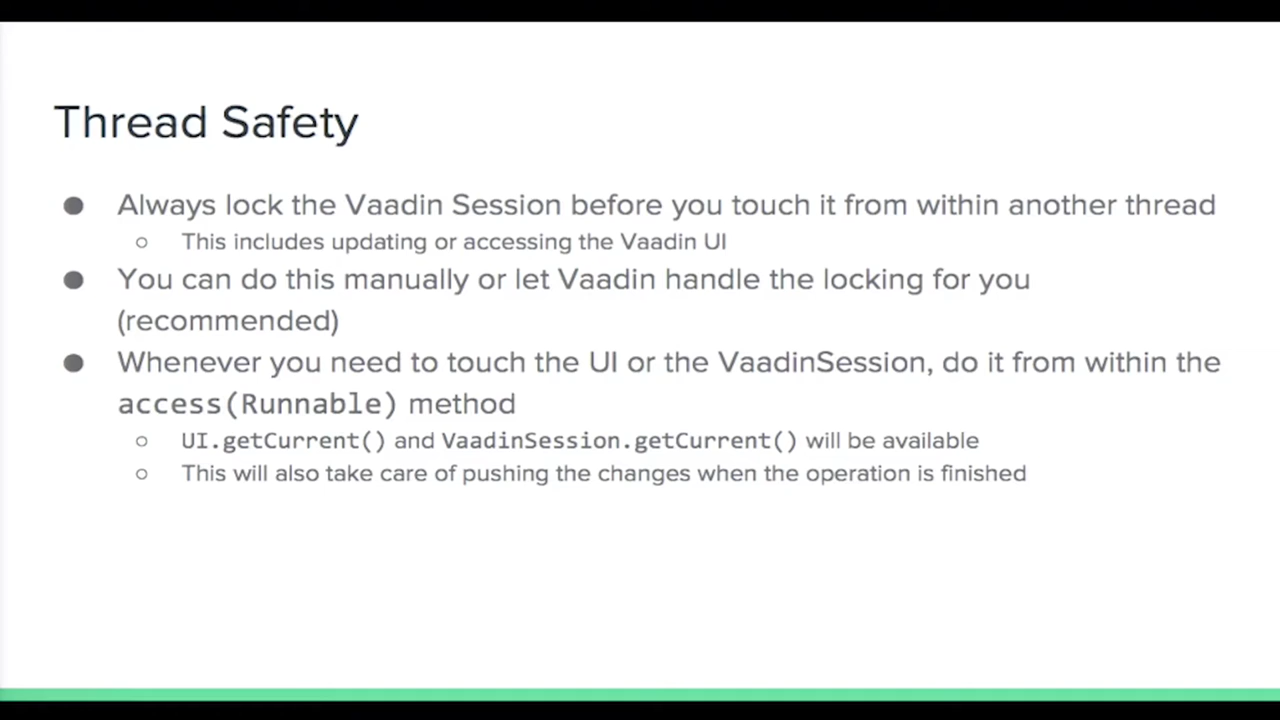 Thread Safety
● Always lock the Vaadin Session before you touch it from within another thread
○ This includes updating or accessing the Vaadin UI
● You can do this manually or let Vaadin handle the locking for you
(recommended)
● Whenever you need to touch the UI or the VaadinSession, do it from within the
access(Runnable) method
○ UI.getCurrent() and VaadinSession.getCurrent() will be available
○ This will also take care of pushing the changes when the operation is finished